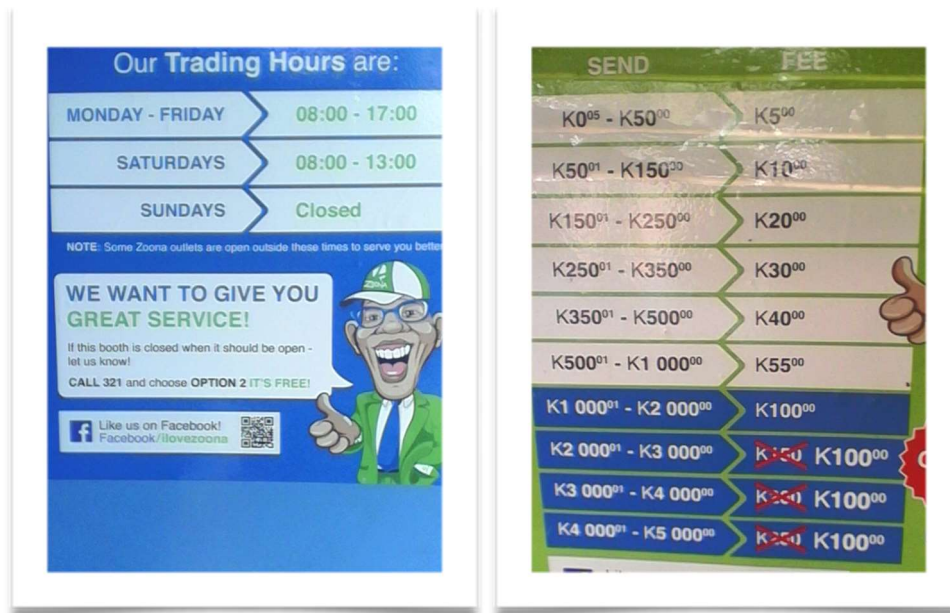 Our Trading Hours are:
MONDAY - FRIDAY 08:00 - 17:00
SATURDAYS 08:00 - 13:00
SUNDAYS Closed
NOTE: Some Zoona outlets are open outside these times to serve you better
ZOONA
WE WANT TO GIVE YOU
GREAT SERVICE!
If this booth is closed when it should be open -
let us know!
CALL 321 and choose OPTION 2 IT'S FREE!
Like us on Facebook!
Facebook/ilovezoona
SEND FEE
K0⁰⁵ - K50⁰⁰ K5⁰⁰
K50⁰¹ - K150⁰⁰ K10⁰⁰
K150⁰¹ - K250⁰⁰ K20⁰⁰
K250⁰¹ - K350⁰⁰ K30⁰⁰
K350⁰¹ - K500⁰⁰ K40⁰⁰
K500⁰¹ - K1 000⁰⁰ K55⁰⁰
K1 000⁰¹ - K2 000⁰⁰ K100⁰⁰
K2 000⁰¹ - K3 000⁰⁰ K100⁰⁰
K3 000⁰¹ - K4 000⁰⁰ K100⁰⁰
K4 000⁰¹ - K5 000⁰⁰ K100⁰⁰